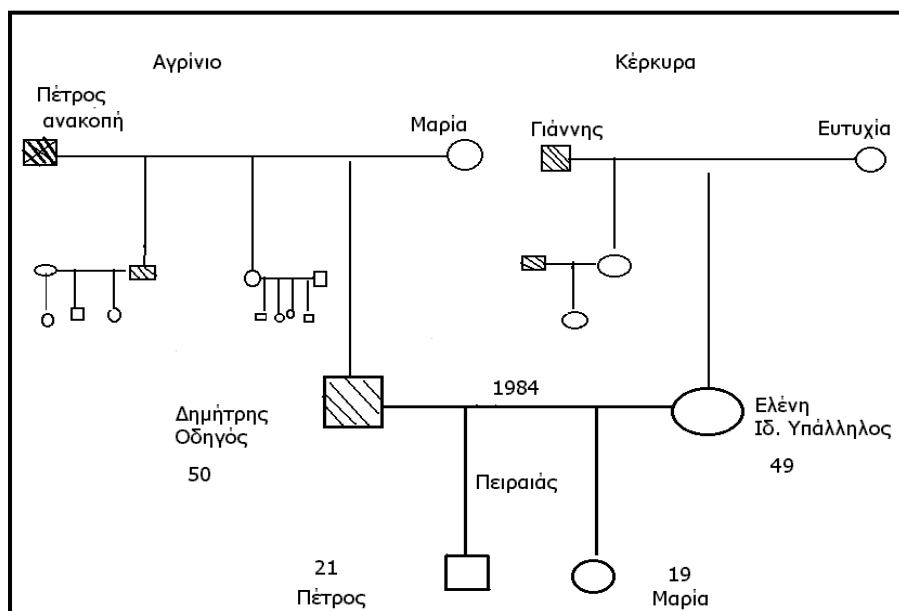 Αγρίνιο
Κέρκυρα
Πέτρος
ανακοπή
Μαρία
Γιάννης
Ευτυχία
1984
Δημήτρης
Οδηγός
50
Ελένη
Ιδ. Υπάλληλος
49
Πειραιάς
21
Πέτρος
19
Μαρία